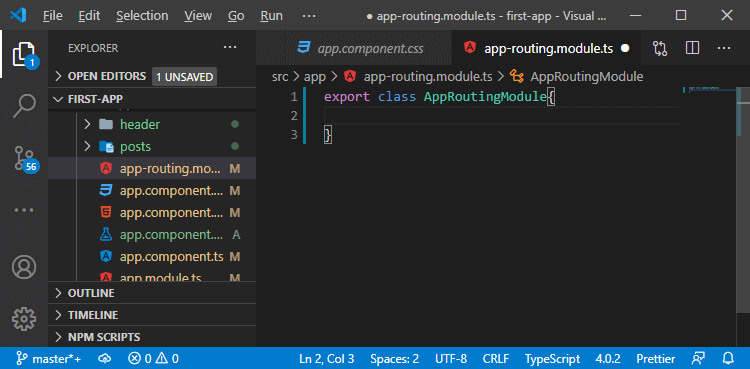 File Edit Selection View Go Run ··· ● app-routing.module.ts - first-app - Visual ...
1
56
EXPLORER ···
OPEN EDITORS 1 UNSAVED
FIRST-APP
header
posts
app-routing.mo... M
app.component.... M
app.component.... M
app.component.... A
app.component.ts M
app.module.ts M
OUTLINE
TIMELINE
NPM SCRIPTS
app.component.css app-routing.module.ts ● ···
src > app > app-routing.module.ts > AppRoutingModule
1 export class AppRoutingModule{
2
3 }
master*+ 0 0 Ln 2, Col 3 Spaces: 2 UTF-8 CRLF TypeScript 4.0.2 Prettier